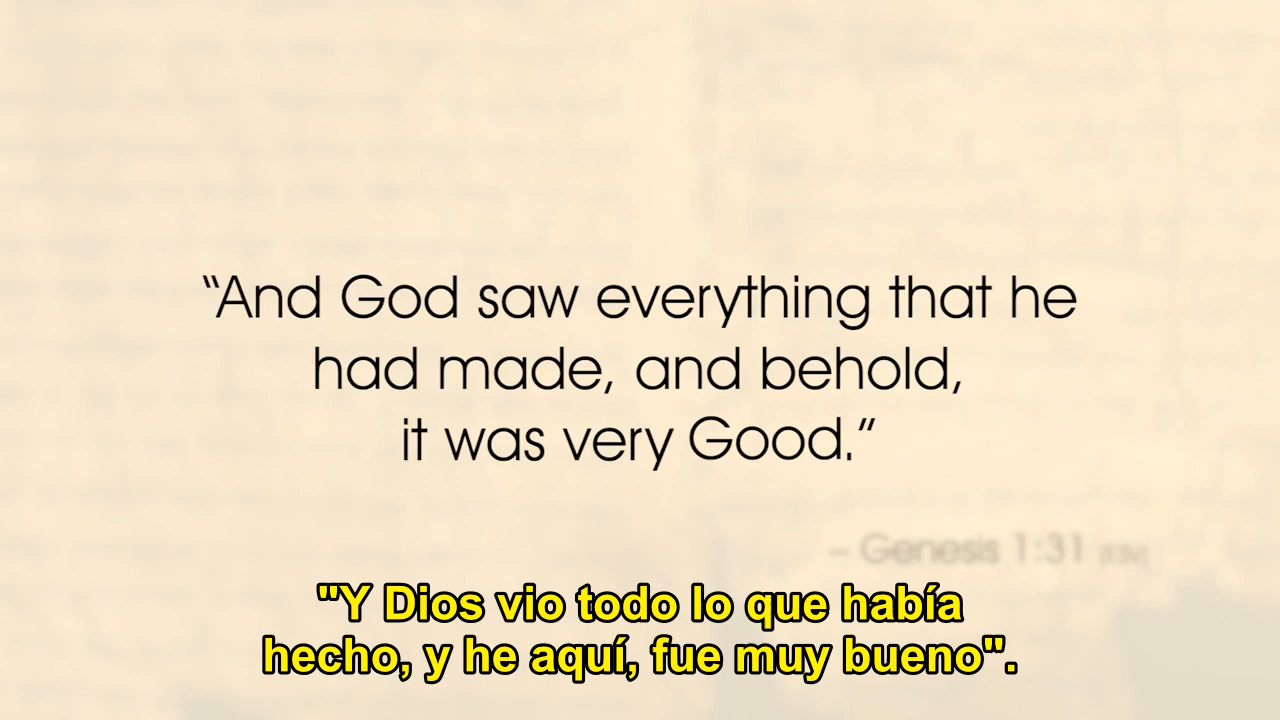 “And God saw everything that he
had made, and behold,
it was very Good.”
– Genesis 1:31 (ESV)
"Y Dios vio todo lo que había
hecho, y he aquí, fue muy bueno".